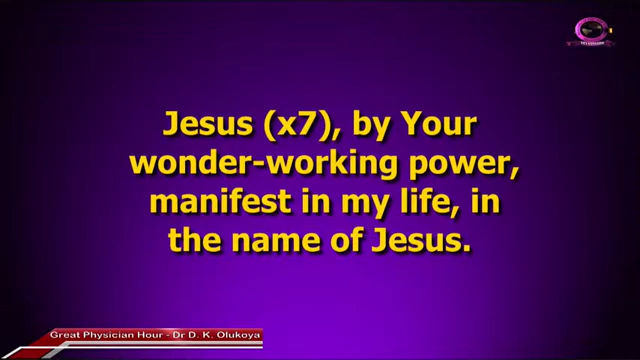 Jesus (x7), by Your
wonder-working power,
manifest in my life, in
the name of Jesus.
Great Physician Hour - Dr D. K. Olukoya